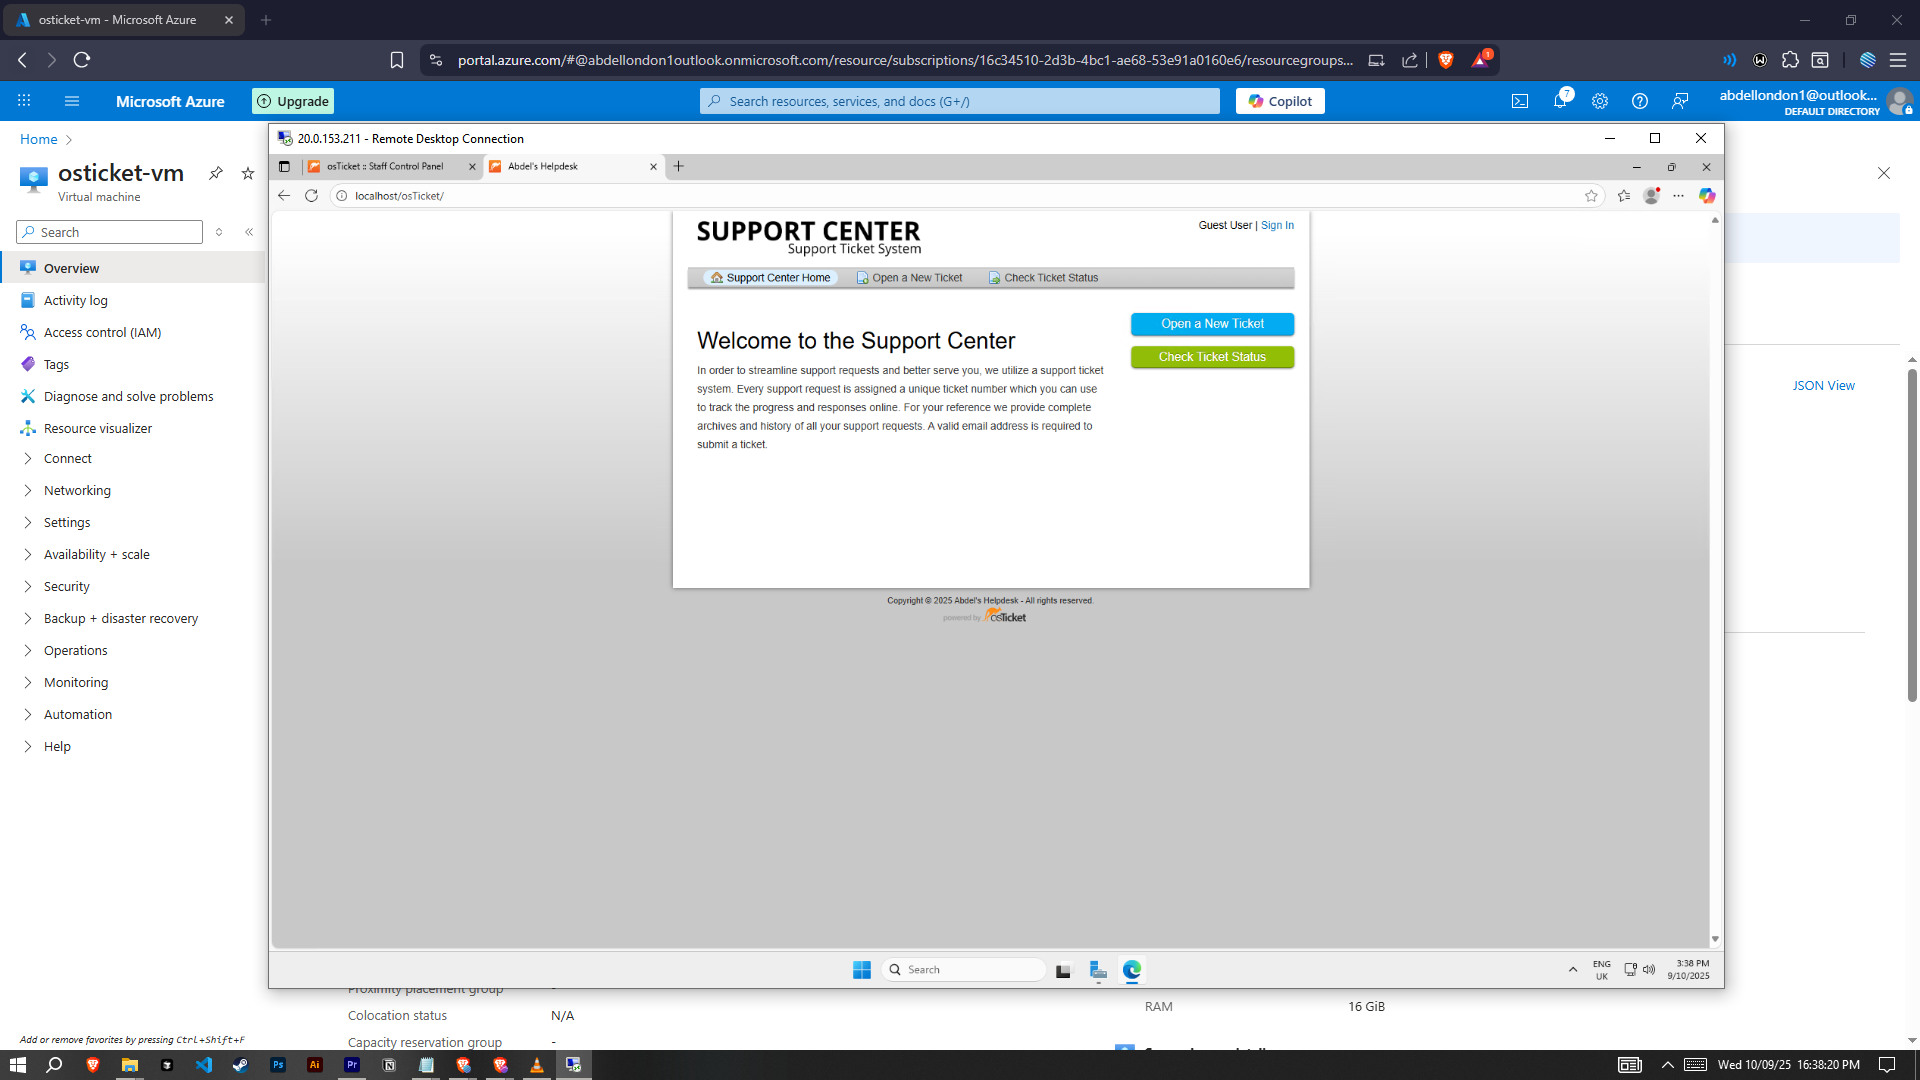 osticket-vm - Microsoft Azure
portal.azure.com/#@abdellondon1outlook.onmicrosoft.com/resource/subscriptions/16c34510-2d3b-4bc1-ae68-53e91a0160e6/resourcegroups...
1
Microsoft Azure
Upgrade
Search resources, services, and docs (G+/)
Copilot
7
abdellondon1@outlook...
DEFAULT DIRECTORY
Home
osticket-vm
Virtual machine
Search
Overview
Activity log
Access control (IAM)
Tags
Diagnose and solve problems
Resource visualizer
Connect
Networking
Settings
Availability + scale
Security
Backup + disaster recovery
Operations
Monitoring
Automation
Help
Add or remove favorites by pressing Ctrl+Shift+F
20.0.153.211 - Remote Desktop Connection
osTicket :: Staff Control Panel
Abdel's Helpdesk
localhost/osTicket/
SUPPORT CENTER
Support Ticket System
Guest User | Sign In
Support Center Home
Open a New Ticket
Check Ticket Status
Welcome to the Support Center
In order to streamline support requests and better serve you, we utilize a support ticket
system. Every support request is assigned a unique ticket number which you can use
to track the progress and responses online. For your reference we provide complete
archives and history of all your support requests. A valid email address is required to
submit a ticket.
Open a New Ticket
Check Ticket Status
Copyright © 2025 Abdel's Helpdesk - All rights reserved.
powered by osTicket
Search
ENG
UK
3:38 PM
9/10/2025
JSON View
Proximity placement group
-
Colocation status
N/A
Capacity reservation group
-
RAM
16 GiB
Ps
Ai
Pr
Wed 10/09/25 16:38:20 PM